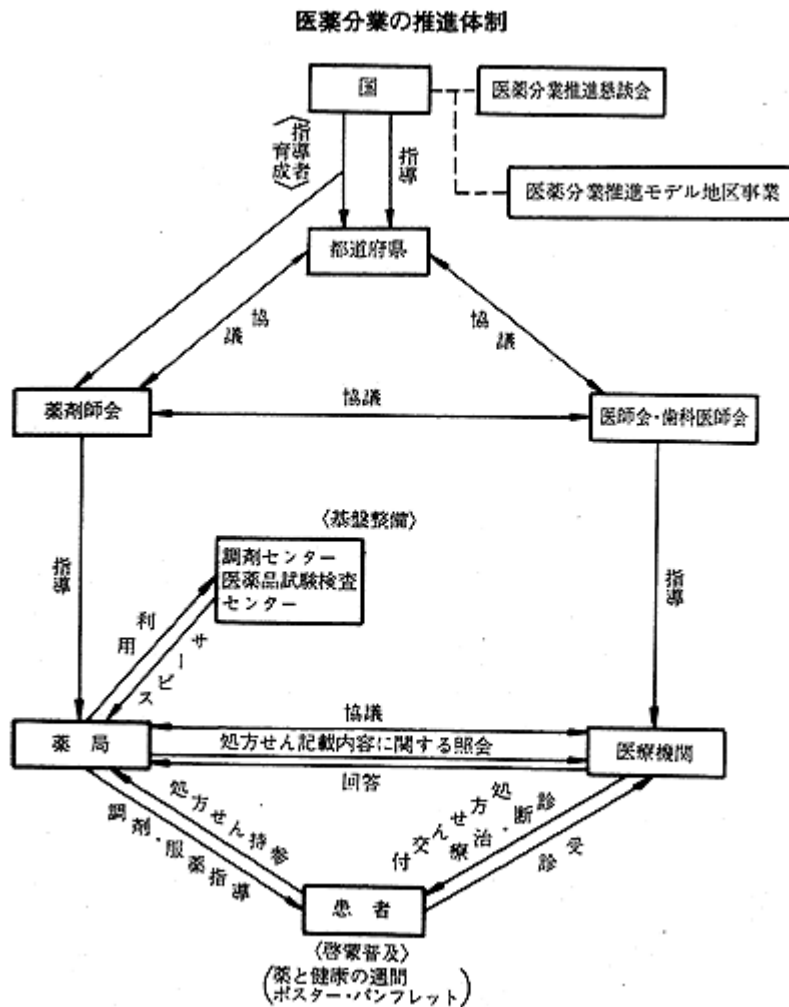 医薬分業の推進体制
国
医薬分業推進懇談会
〈指導者
育成〉
指導
医薬分業推進モデル地区事業
都道府県
協議
協議
薬剤師会
協議
医師会・歯科医師会
〈基盤整備〉
調剤センター
医薬品試験検査
センター
指導
指導
利用
サービス
協議
薬局
処方せん記載内容に関する照会
医療機関
回答
処方せん持参
調剤・服薬指導
処方せん交付
診断・治療
受診
患者
〈啓蒙普及〉
(薬と健康の週間
ポスター・パンフレット)